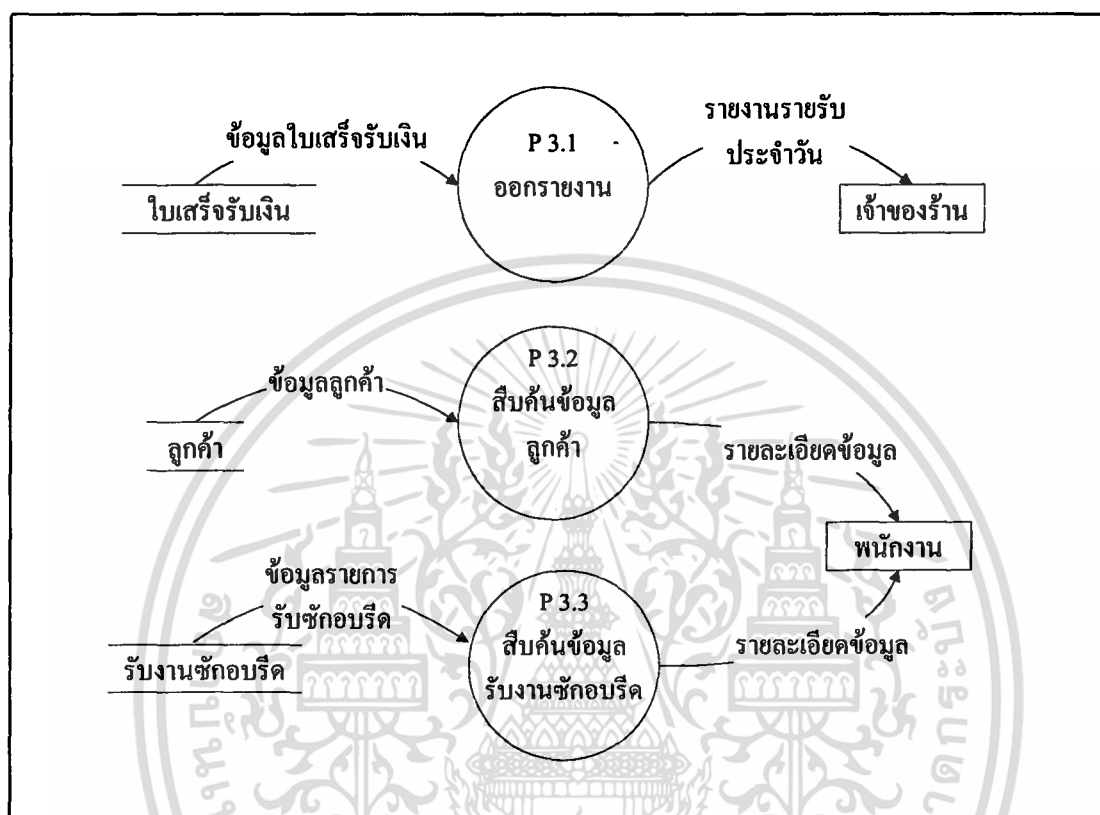 ข้อมูลใบเสร็จรับเงิน
ใบเสร็จรับเงิน
P 3.1
ออกรายงาน
รายงานรายรับ
ประจำวัน
เจ้าของร้าน
ข้อมูลลูกค้า
ลูกค้า
P 3.2
สืบค้นข้อมูล
ลูกค้า
รายละเอียดข้อมูล
พนักงาน
ข้อมูลรายการ
รับซักอบรีด
รับงานซักอบรีด
P 3.3
สืบค้นข้อมูล
รับงานซักอบรีด
รายละเอียดข้อมูล